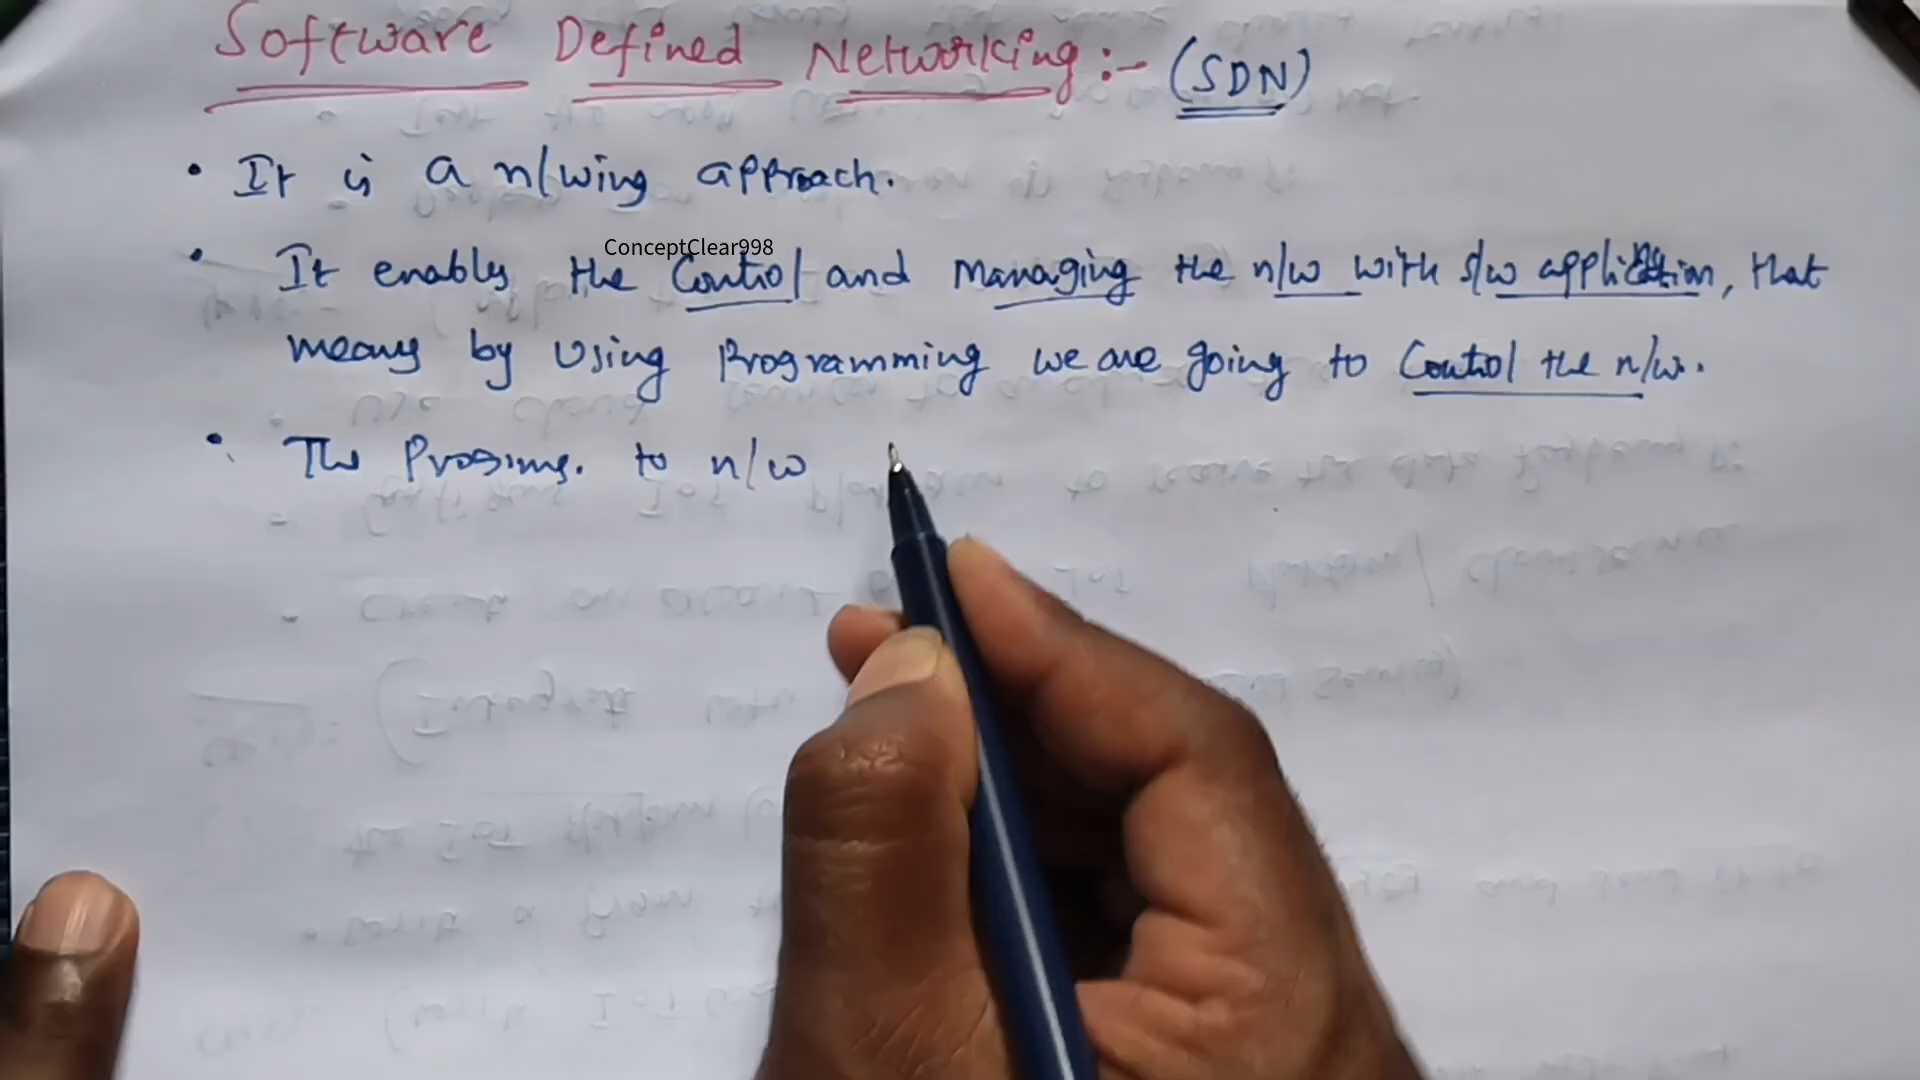 Software Defined Networking :- (SDN)
• It is a n/wing approach.
ConceptClear998
• It enables the Control and managing the n/w with s/w application, that
means by using Programming we are going to Control the n/w.
• The to n/w